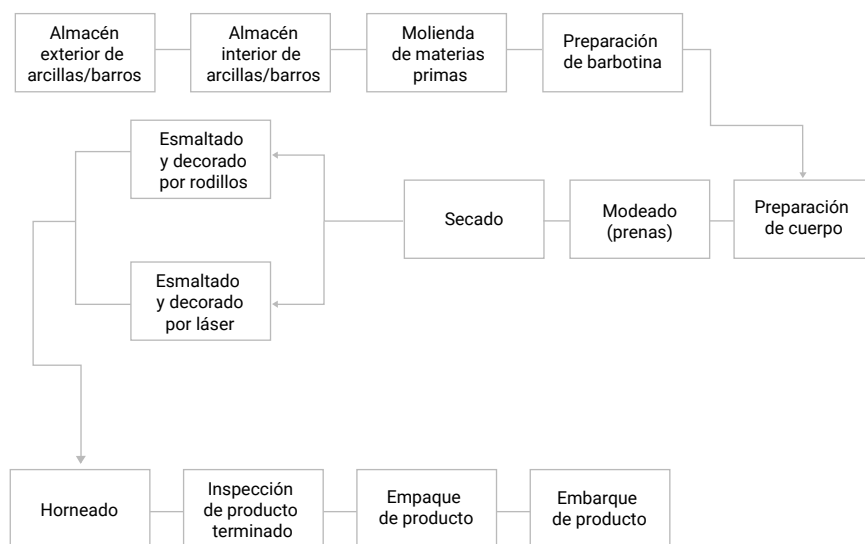 Almacén
exterior de
arcillas/barros
Almacén
interior de
arcillas/barros
Molienda
de materias
primas
Preparación
de barbotina
Esmaltado
y decorado
por rodillos
Secado
Modeado
(prenas)
Preparación
de cuerpo
Esmaltado
y decorado
por láser
Horneado
Inspección
de producto
terminado
Empaque
de producto
Embarque
de producto